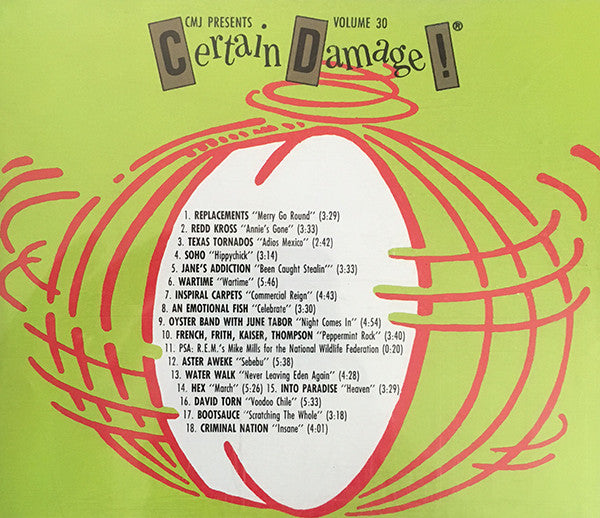 CMJ PRESENTS VOLUME 30
Certain Damage!®
1. REPLACEMENTS "Merry Go Round" (3:29)
2. REDD KROSS "Annie's Gone" (3:33)
3. TEXAS TORNADOS "Adios Mexico" (2:42)
4. SOHO "Hippychick" (3:14)
5. JANE'S ADDICTION "Been Caught Stealin'" (3:33)
6. WARTIME "Wartime" (5:46)
7. INSPIRAL CARPETS "Commercial Reign" (4:43)
8. AN EMOTIONAL FISH "Celebrate" (3:30)
9. OYSTER BAND WITH JUNE TABOR "Night Comes In" (4:54)
10. FRENCH, FRITH, KAISER, THOMPSON "Peppermint Rock" (3:40)
11. PSA: R.E.M.'s Mike Mills for the National Wildlife Federation (0:20)
12. ASTER AWEKE "Sebebu" (5:38)
13. WATER WALK "Never Leaving Eden Again" (4:28)
14. HEX "March" (5:26) 15. INTO PARADISE "Heaven" (3:29)
16. DAVID TORN "Voodoo Chile" (5:33)
17. BOOTSAUCE "Scratching The Whole" (3:18)
18. CRIMINAL NATION "Insane" (4:01)